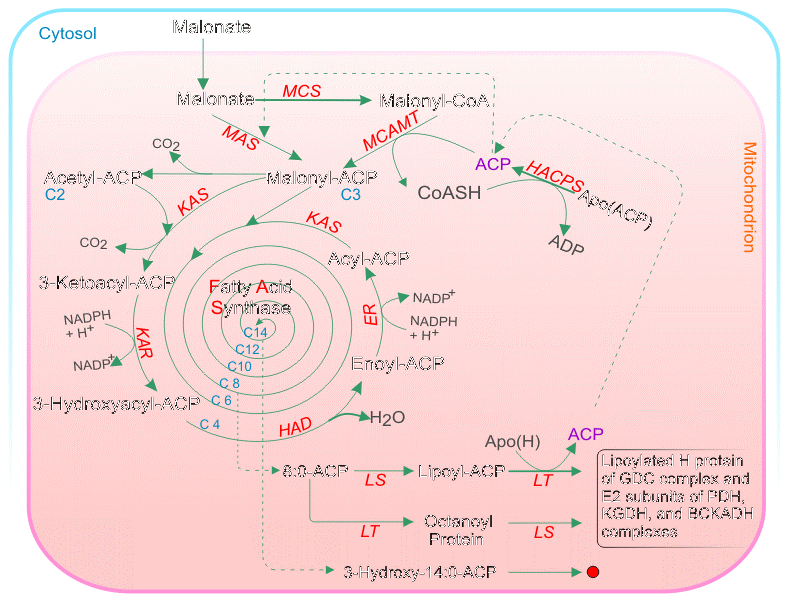 Cytosol
Malonate
Malonate
MCS
Malonyl-CoA
MAS
MCAMT
CO2
ACP
HACPS
Acetyl-ACP
C2
Malonyl-ACP
C3
CoASH
Apo(ACP)
Mitochondrion
KAS
KAS
CO2
ADP
Acyl-ACP
3-Ketoacyl-ACP
Fatty Acid
Synthase
NADP+
NADPH
+ H+
ER
NADPH
+ H+
KAR
NADP+
C14
C12
C10
C 8
C 6
C 4
Enoyl-ACP
3-Hydroxyacyl-ACP
HAD
H2O
Apo(H)
ACP
8:0-ACP
LS
Lipoyl-ACP
LT
Lipoylated H protein
of GDC complex and
E2 subunits of PDH,
KGDH, and BCKADH
complexes
LT
Octanoyl
Protein
LS
3-Hydroxy-14:0-ACP